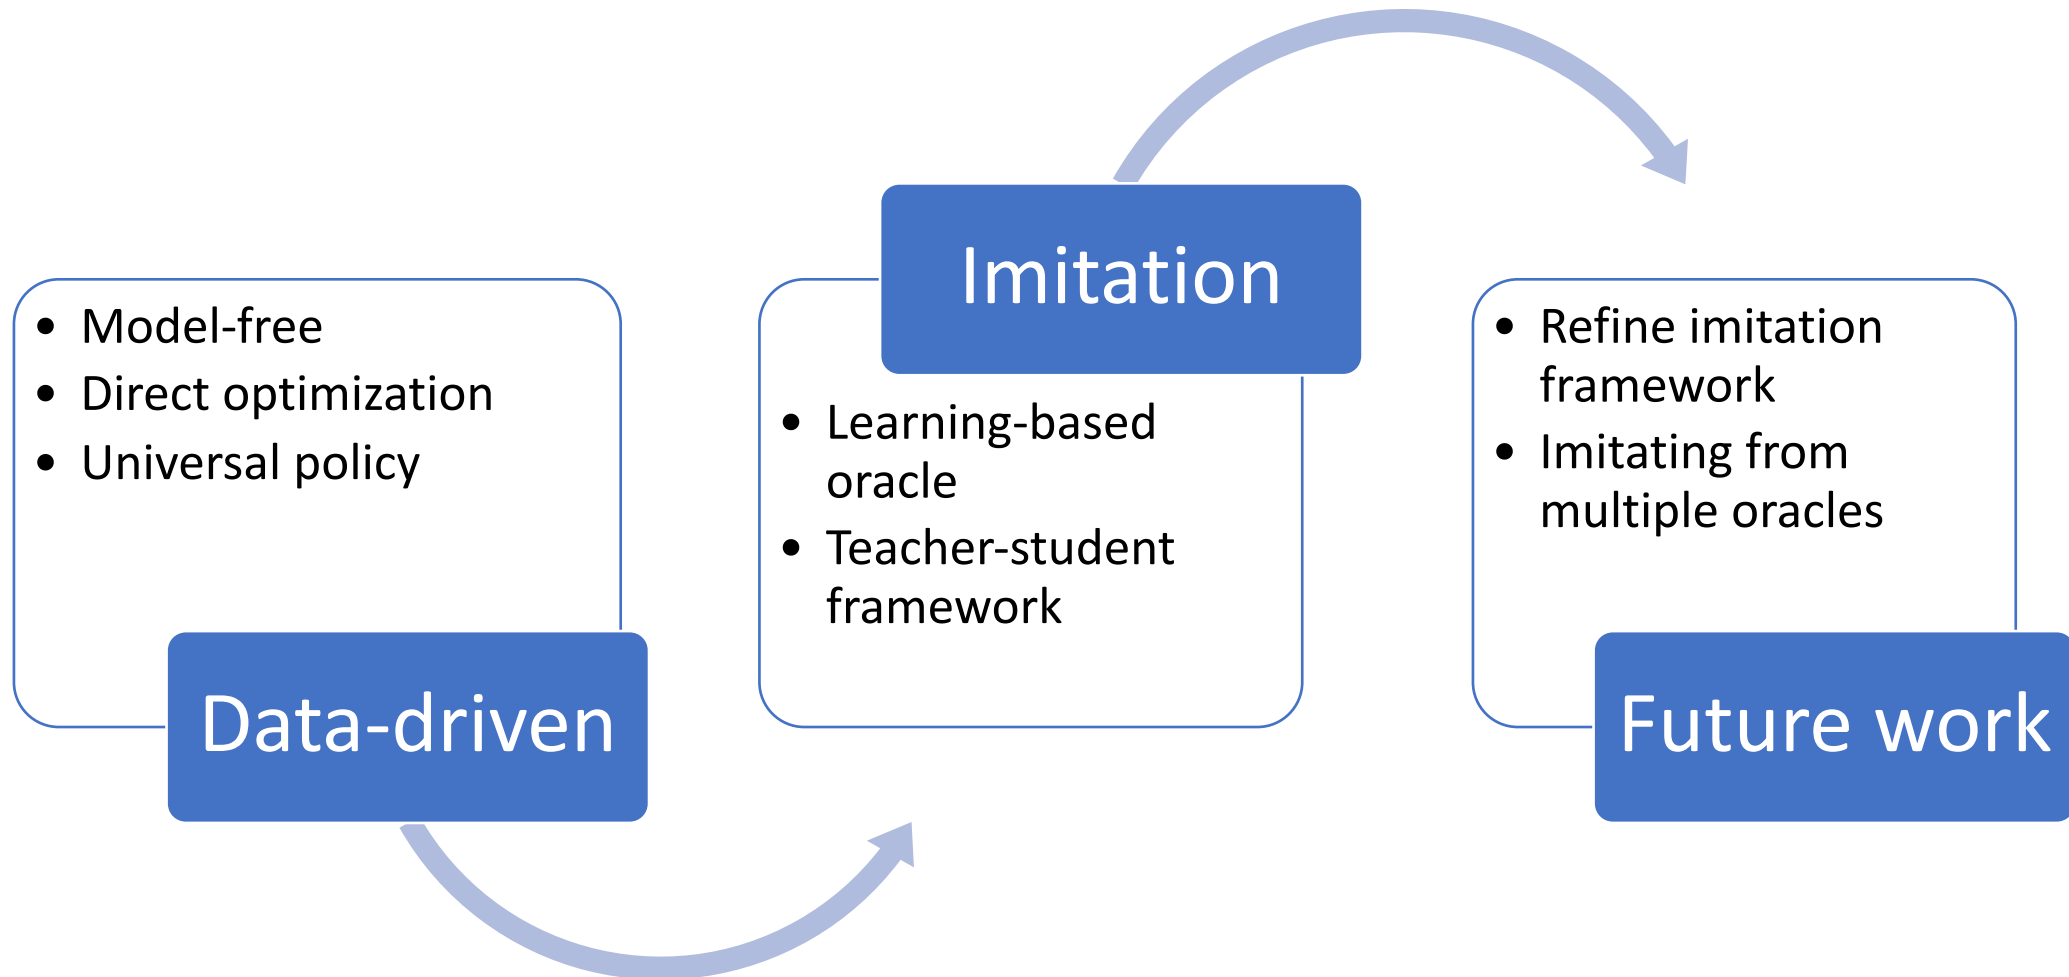 • Model-free
• Direct optimization
• Universal policy
Data-driven
Imitation
• Learning-based
oracle
• Teacher-student
framework
• Refine imitation
framework
• Imitating from
multiple oracles
Future work